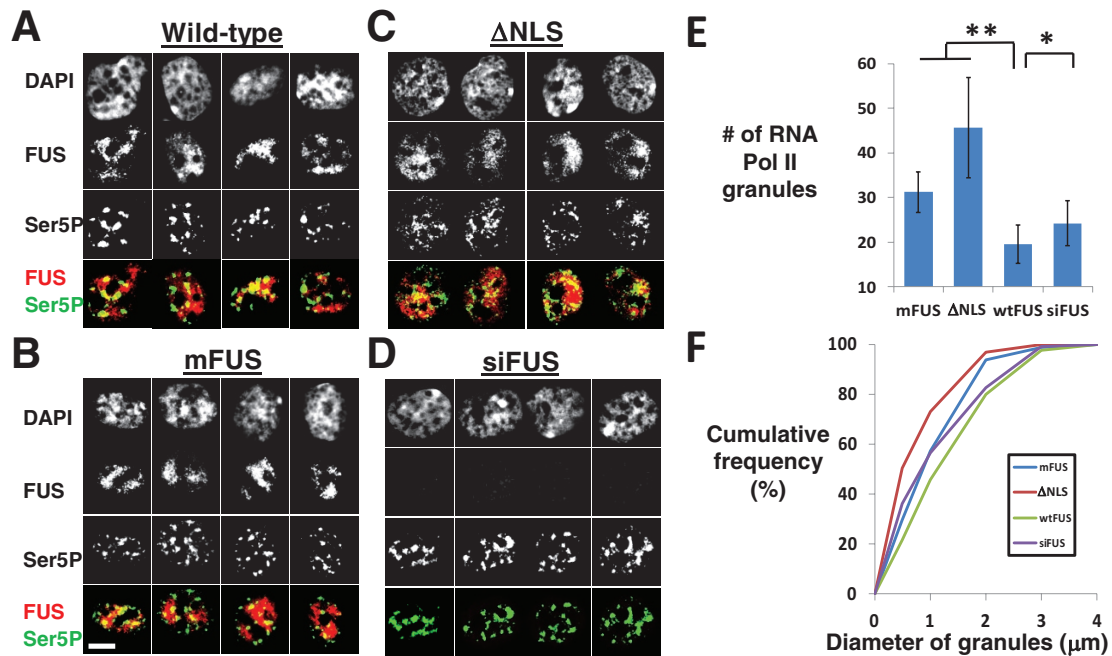 A
Wild-type
DAPI
FUS
Ser5P
FUS
Ser5P
C
ΔNLS
B
mFUS
DAPI
FUS
Ser5P
FUS
Ser5P
D
siFUS
E
**
*
# of RNA
Pol II
granules
60
50
40
30
20
10
mFUS ΔNLS wtFUS siFUS
F
Cumulative
frequency
(%)
100
80
60
40
20
0
mFUS
ΔNLS
wtFUS
siFUS
0 1 2 3 4
Diameter of granules (μm)